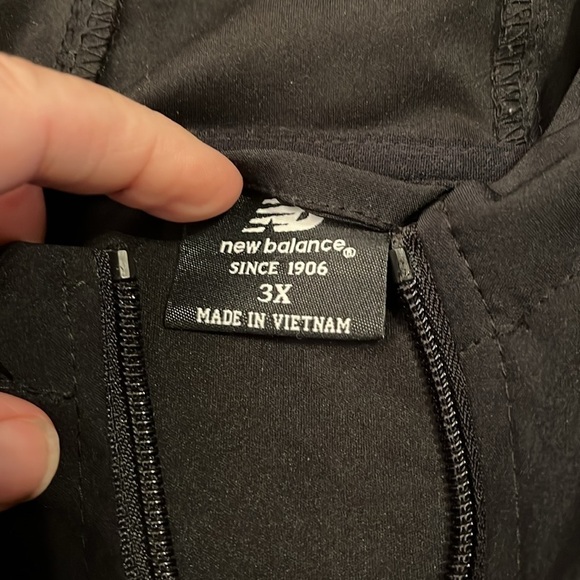 new balance®
SINCE 1906
3X
MADE IN VIETNAM